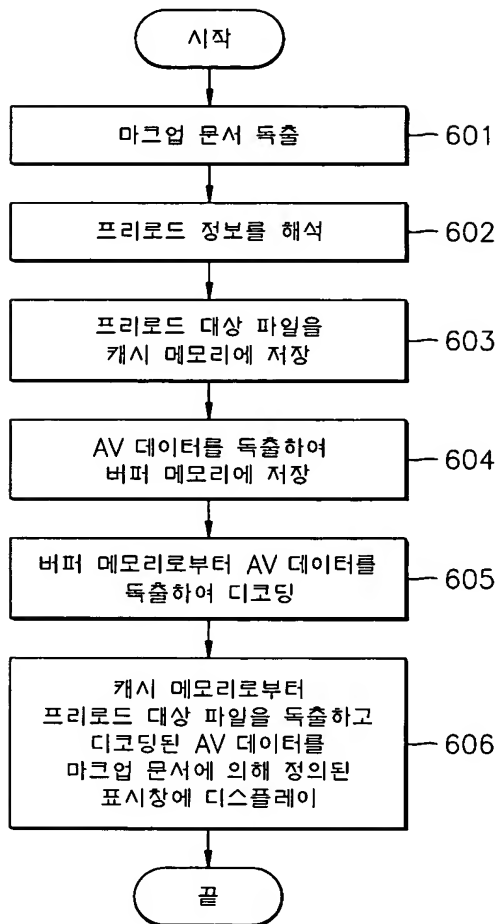 시작
마크업 문서 독출
601
프리로드 정보를 해석
602
프리로드 대상 파일을
캐시 메모리에 저장
603
AV 데이터를 독출하여
버퍼 메모리에 저장
604
버퍼 메모리로부터 AV 데이터를
독출하여 디코딩
605
캐시 메모리로부터
프리로드 대상 파일을 독출하고
디코딩된 AV 데이터를
마크업 문서에 의해 정의된
표시창에 디스플레이
606
끝